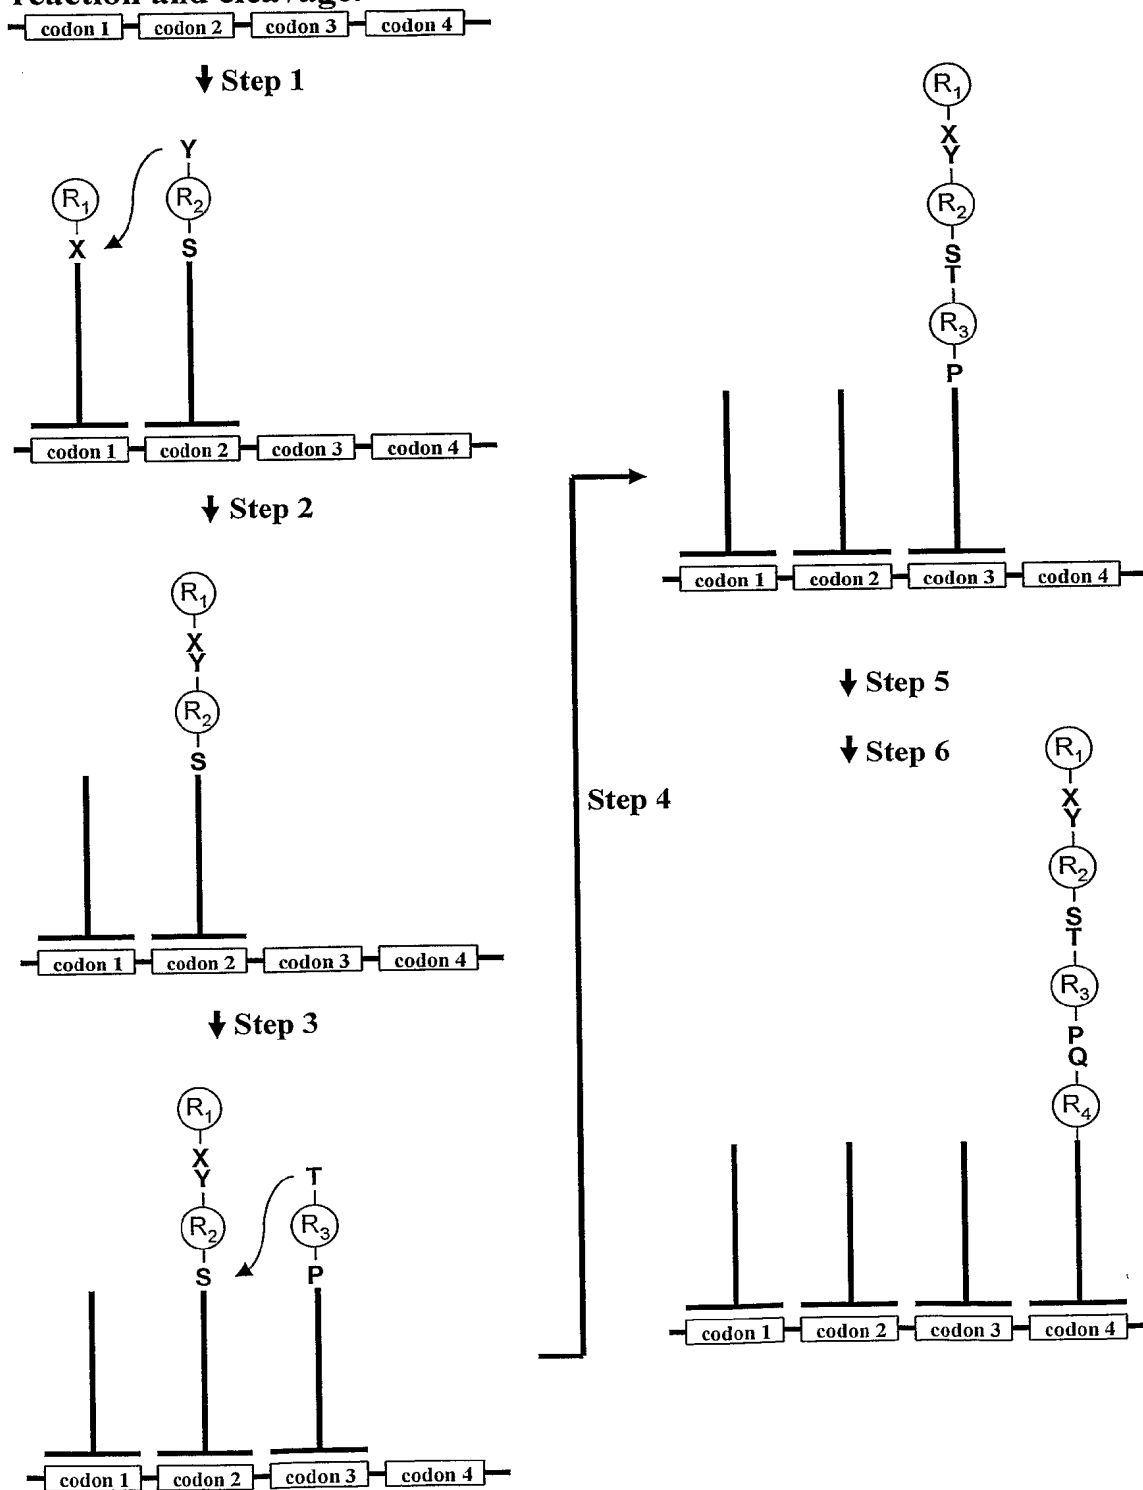 reaction and cleavage.
codon 1 codon 2 codon 3 codon 4
Step 1
Y
R1 R2
X S
codon 1 codon 2 codon 3 codon 4
Step 2
R1
X
Y
R2
S
codon 1 codon 2 codon 3 codon 4
Step 3
R1
X
Y T
R2 R3
S P
codon 1 codon 2 codon 3 codon 4
Step 4
R1
X
Y
R2
S
T
R3
P
codon 1 codon 2 codon 3 codon 4
Step 5
Step 6
R1
X
Y
R2
S
T
R3
P
Q
R4
codon 1 codon 2 codon 3 codon 4